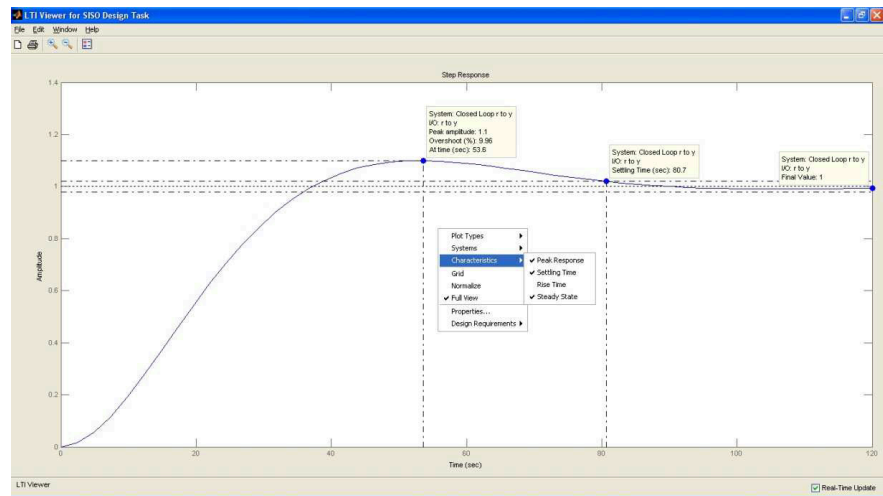 LTI Viewer for SISO Design Task
File Edit Window Help
Step Response
1.4
1.2
1
0.8
0.6
0.4
0.2
0
Amplitude
System: Closed Loop r to y
I/O: r to y
Peak amplitude: 1.1
Overshoot (%): 9.96
At time (sec): 53.6
System: Closed Loop r to y
I/O: r to y
Settling Time (sec): 80.7
System: Closed Loop r to y
I/O: r to y
Final Value: 1
Plot Types
Systems
Characteristics
Grid
Normalize
Full View
Properties...
Design Requirements
Peak Response
Settling Time
Rise Time
Steady State
0 20 40 60 80 100 120
Time (sec)
LTI Viewer
Real-Time Update